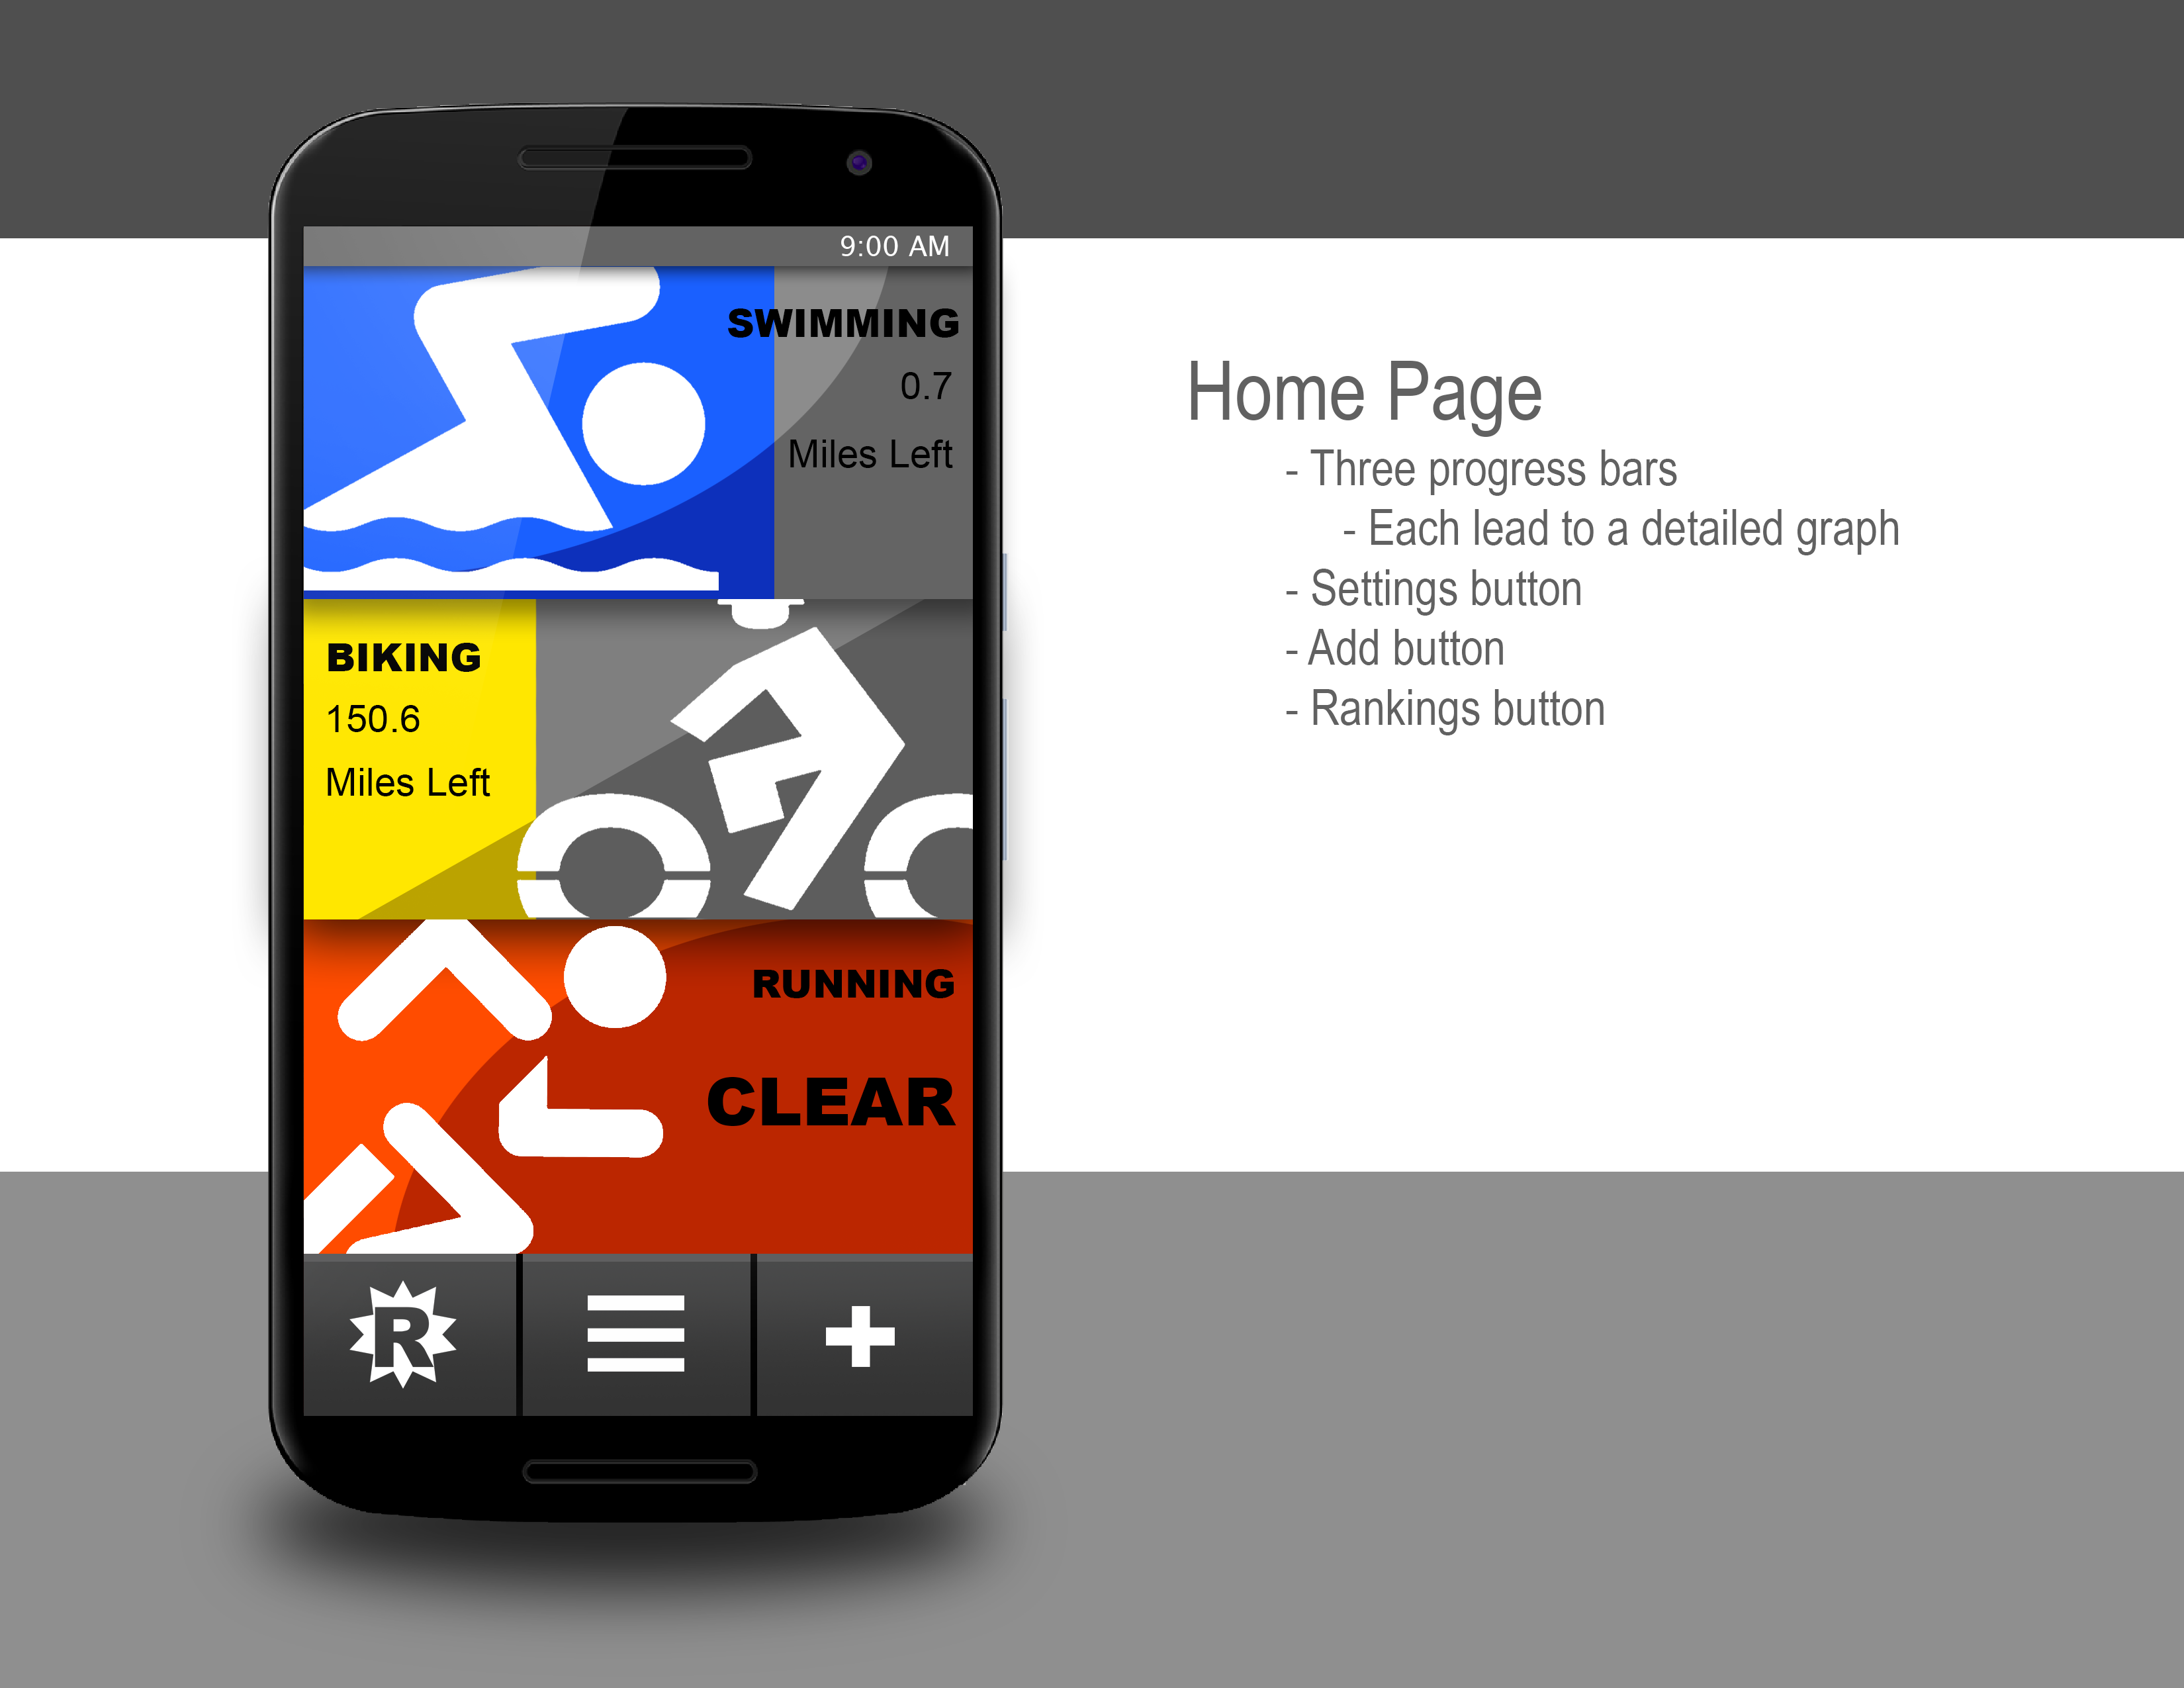 9:00 AM
SWIMMING
0.7
Miles Left
BIKING
150.6
Miles Left
RUNNING
CLEAR
R
Home Page
- Three progress bars
- Each lead to a detailed graph
- Settings button
- Add button
- Rankings button